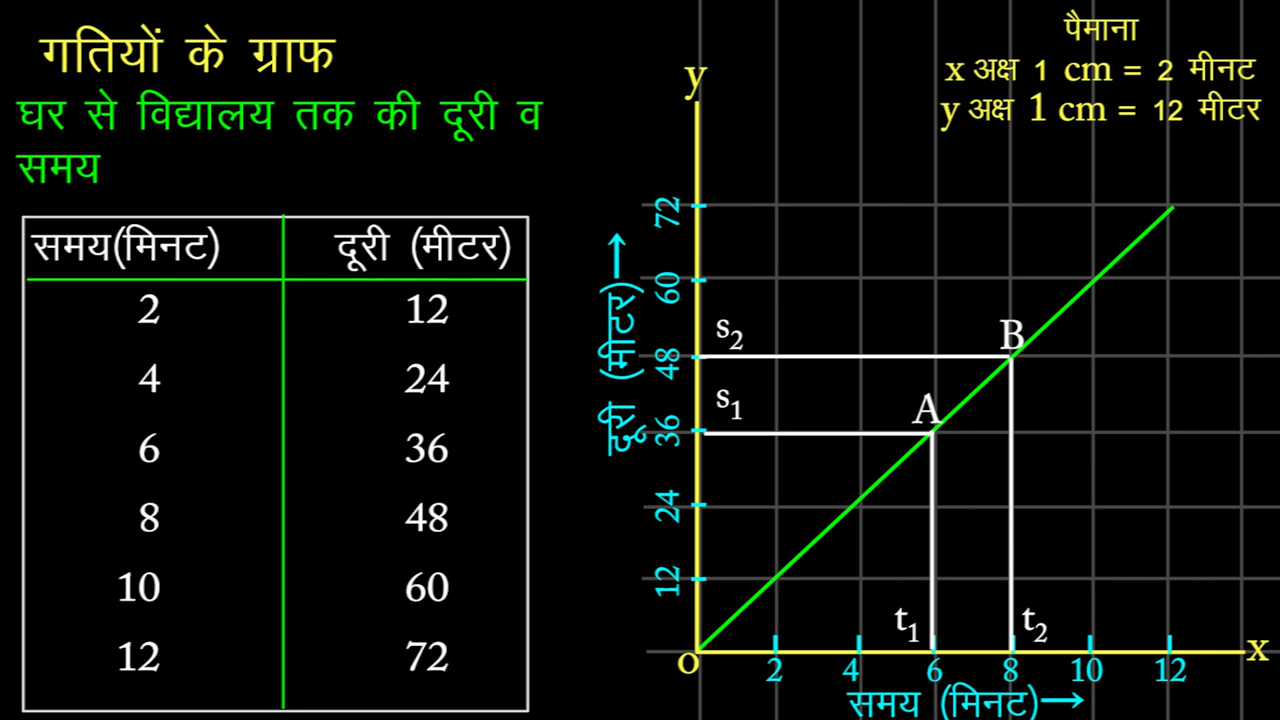 गतियों के ग्राफ
घर से विद्यालय तक की दूरी व
समय
समय(मिनट) दूरी (मीटर)
2 12
4 24
6 36
8 48
10 60
12 72
पैमाना
x अक्ष 1 cm = 2 मीनट
y अक्ष 1 cm = 12 मीटर
y
72
60
48
36
24
12
दूरी (मीटर)→
s₂
s₁
A
B
t₁
t₂
o
x
2 4 6 8 10 12
समय (मिनट)→